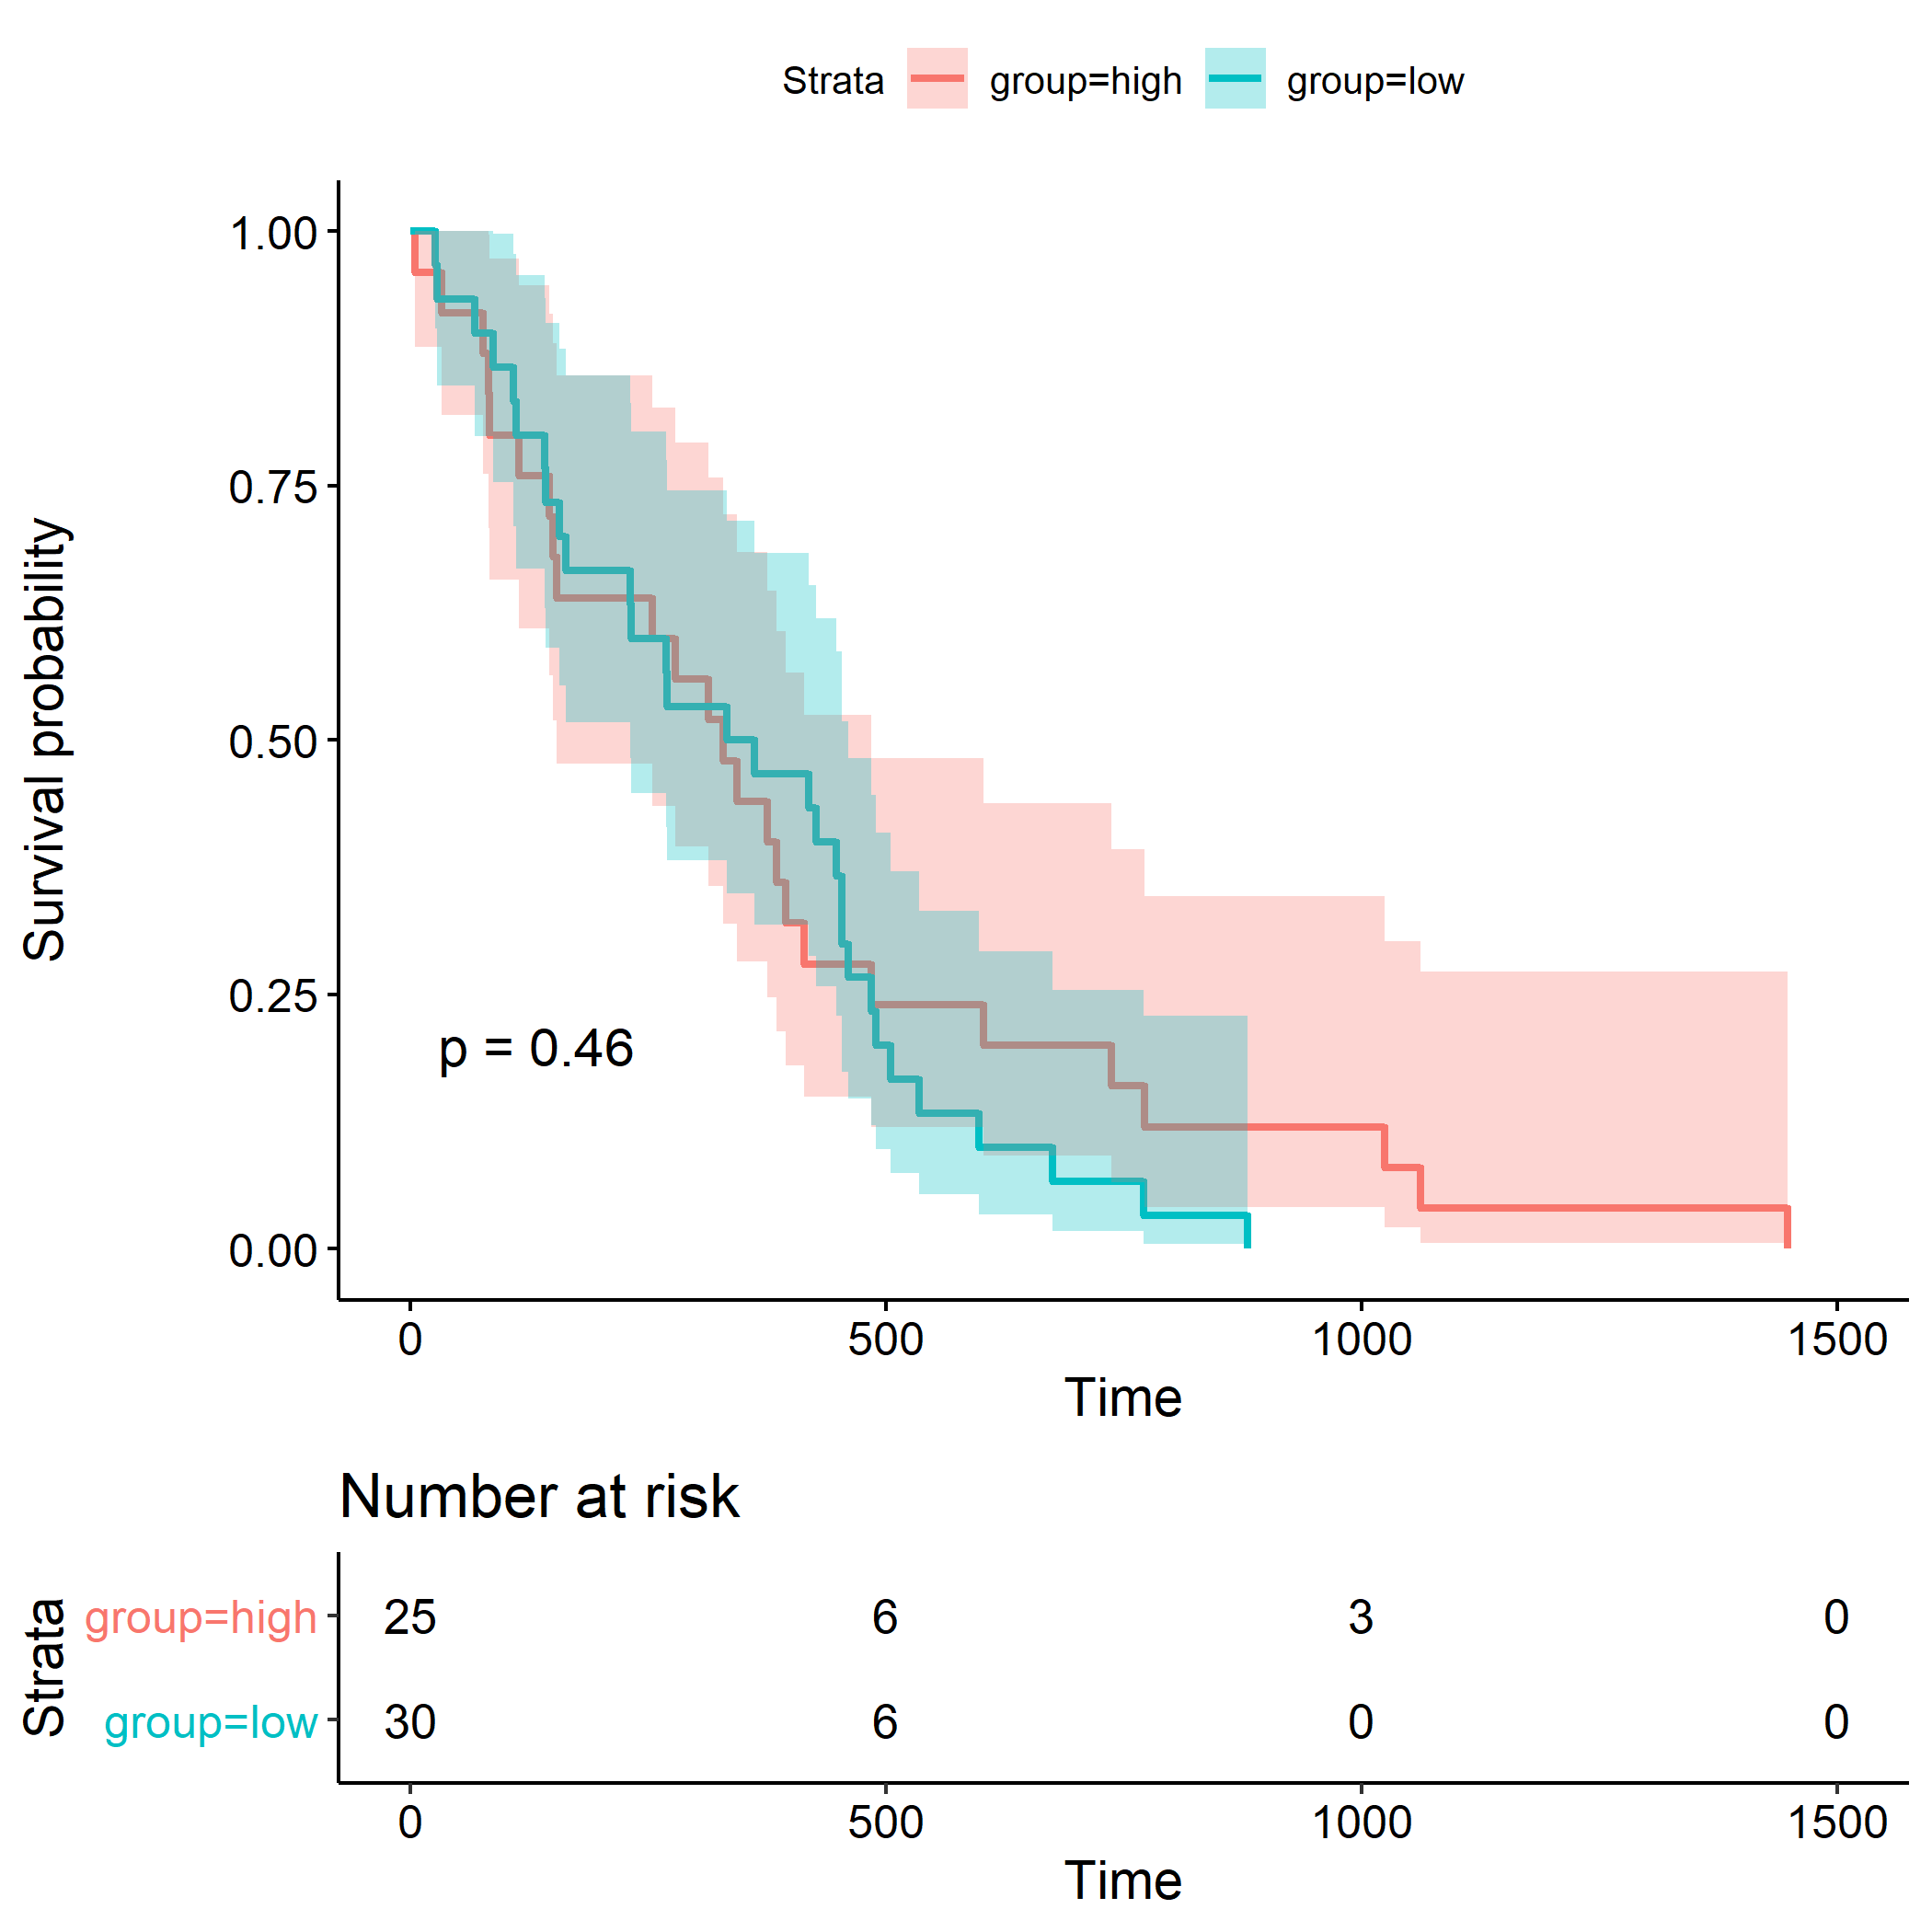 Strata group=high group=low
Survival probability
1.00
0.75
0.50
0.25
0.00
p = 0.46
0 500 1000 1500
Time
Number at risk
Strata
group=high 25 6 3 0
group=low 30 6 0 0
0 500 1000 1500
Time